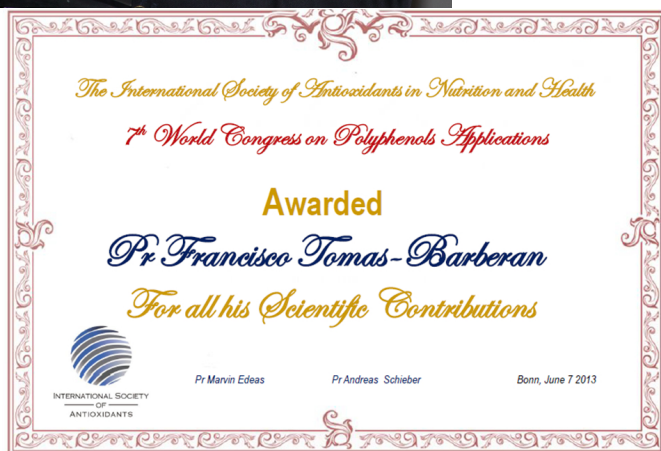 The International Society of Antioxidants in Nutrition and Health
7th World Congress on Polyphenols Applications
Awarded
Pr Francisco Tomas-Barberan
For all his Scientific Contributions
INTERNATIONAL SOCIETY
OF
ANTIOXIDANTS
Pr Marvin Edeas Pr Andreas Schieber Bonn, June 7 2013